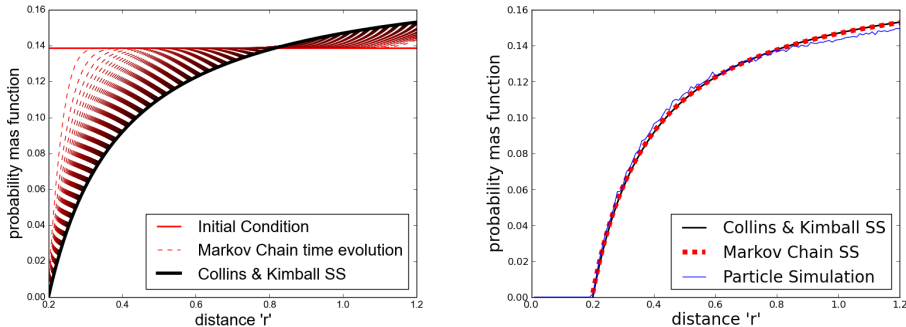 0.16
0.14
0.12
0.10
0.08
0.06
0.04
0.02
0.00
probability mas function
Initial Condition
Markov Chain time evolution
Collins & Kimball SS
0.2 0.4 0.6 0.8 1.0 1.2
distance 'r'
0.16
0.14
0.12
0.10
0.08
0.06
0.04
0.02
0.00
probability mas function
Collins & Kimball SS
Markov Chain SS
Particle Simulation
0.0 0.2 0.4 0.6 0.8 1.0 1.2
distance 'r'